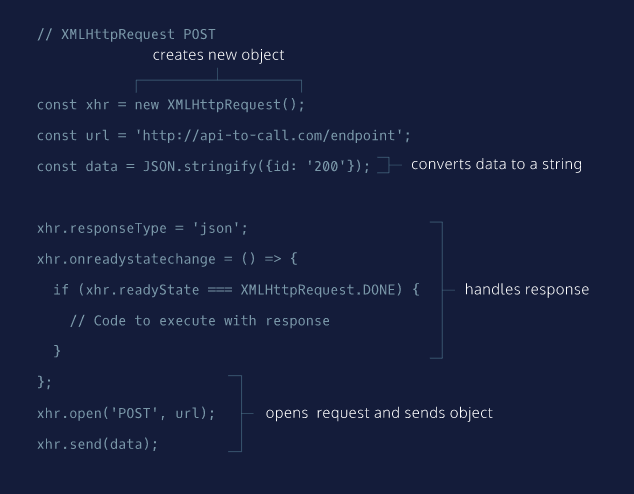 // XMLHttpRequest POST
creates new object
const xhr = new XMLHttpRequest();
const url = 'http://api-to-call.com/endpoint';
const data = JSON.stringify({id: '200'});
converts data to a string
xhr.responseType = 'json';
xhr.onreadystatechange = () => {
if (xhr.readyState === XMLHttpRequest.DONE) {
handles response
// Code to execute with response
}
};
xhr.open('POST', url);
opens request and sends object
xhr.send(data);